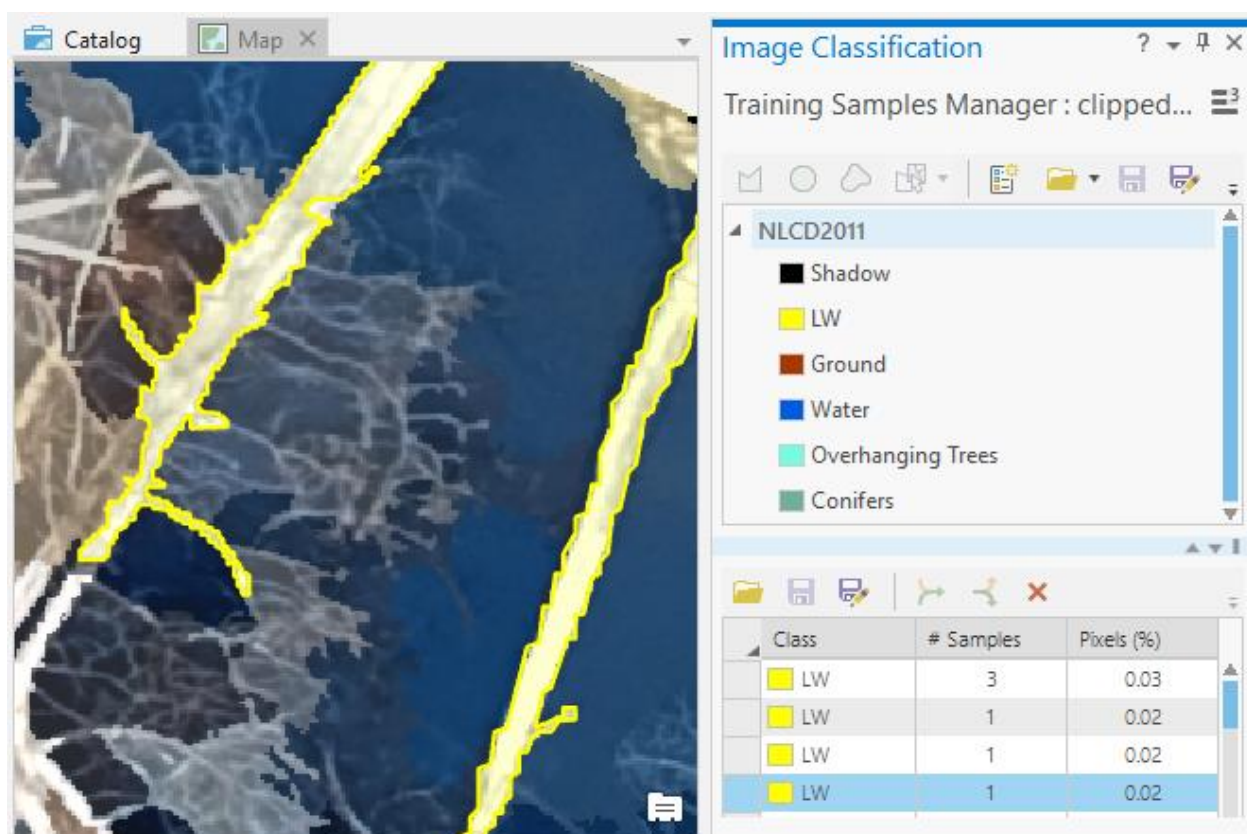 Catalog
Map
Image Classification
Training Samples Manager : clipped...
NLCD2011
Shadow
LW
Ground
Water
Overhanging Trees
Conifers
Class # Samples Pixels (%)
LW 3 0.03
LW 1 0.02
LW 1 0.02
LW 1 0.02